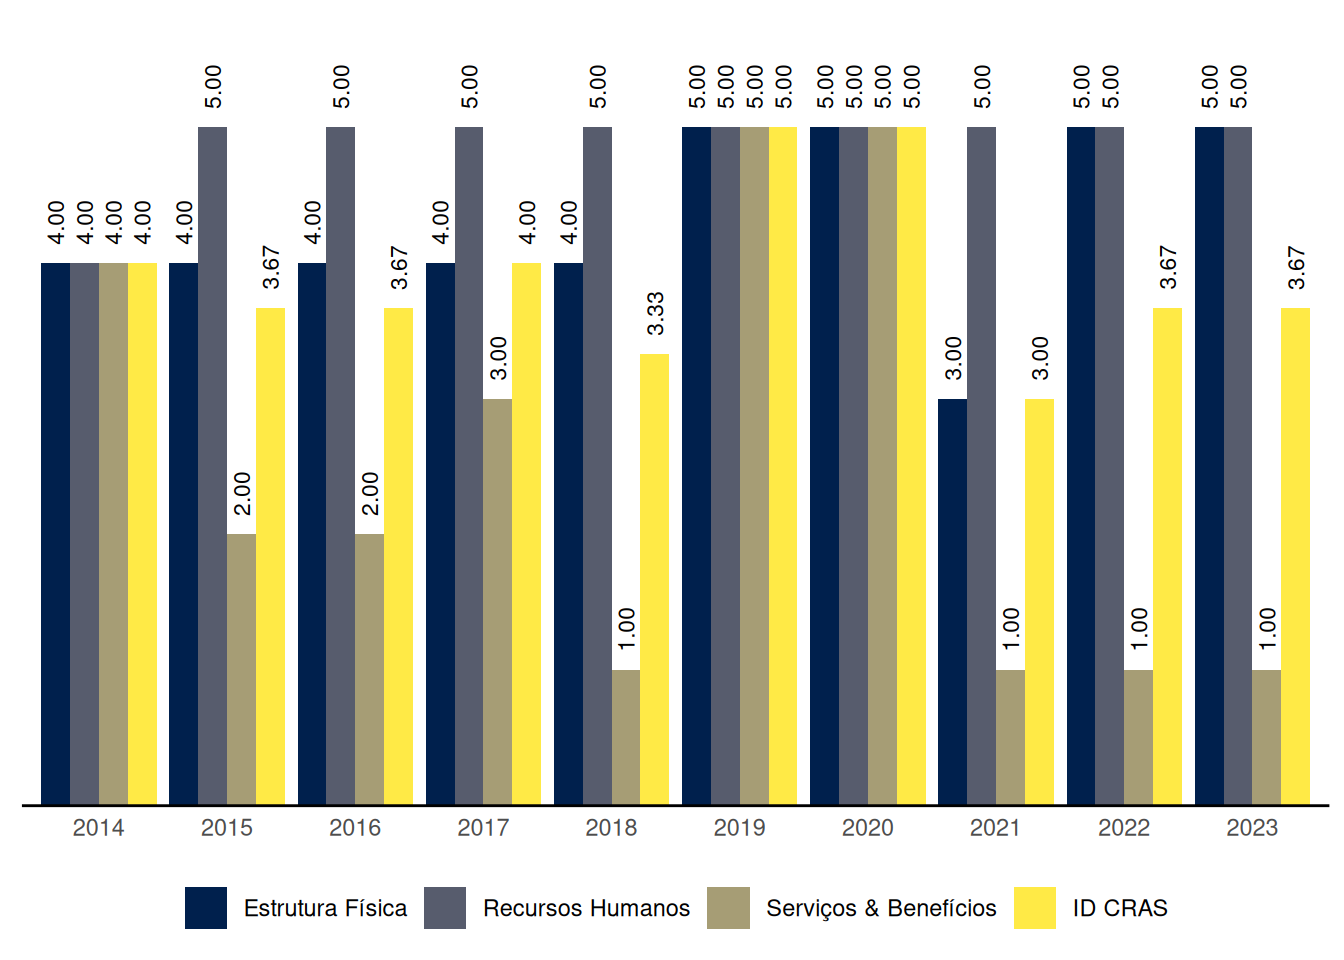 4.00 4.00 4.00 4.00 4.00 5.00 2.00 3.67 4.00 5.00 2.00 3.67 4.00 5.00 3.00 4.00 4.00 5.00 1.00 3.33 5.00 5.00 5.00 5.00 5.00 5.00 5.00 5.00 3.00 5.00 1.00 3.00 5.00 5.00 1.00 3.67 5.00 5.00 1.00 3.67
2014 2015 2016 2017 2018 2019 2020 2021 2022 2023
Estrutura Física Recursos Humanos Serviços & Benefícios ID CRAS